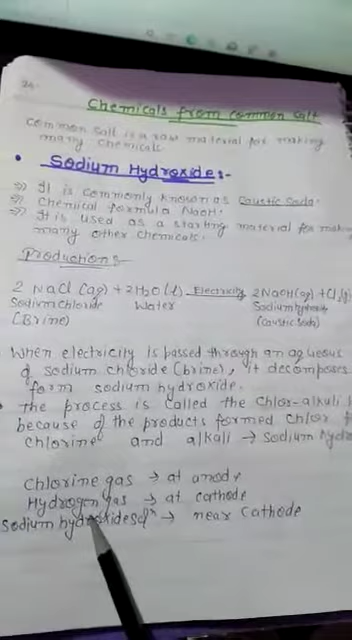 Chemicals from common salt
Common salt is a raw material for making
many chemicals
• Sodium Hydroxides:-
⇒ It is commonly known as Caustic Soda.
⇒ Chemical formula NaOH.
⇒ It is used as a starting material for making
many other chemicals.
Productions
2 NaCl (aq) + 2H2O (l) Electricity 2NaOH (aq) + Cl2(g)
Sodium chloride Water Sodium hydroxide
(Brine) (Caustic soda)
When electricity is passed through an aqueous
of sodium chloride (brine), it decomposes
form sodium hydroxide.
• The process is called the Chlor-alkali
because of the products formed Chlor f
chlorine and alkali → Sodium hydr
Chlorine gas → at anode
Hydrogen gas → at cathode
Sodium hydroxide solⁿ → near Cathode